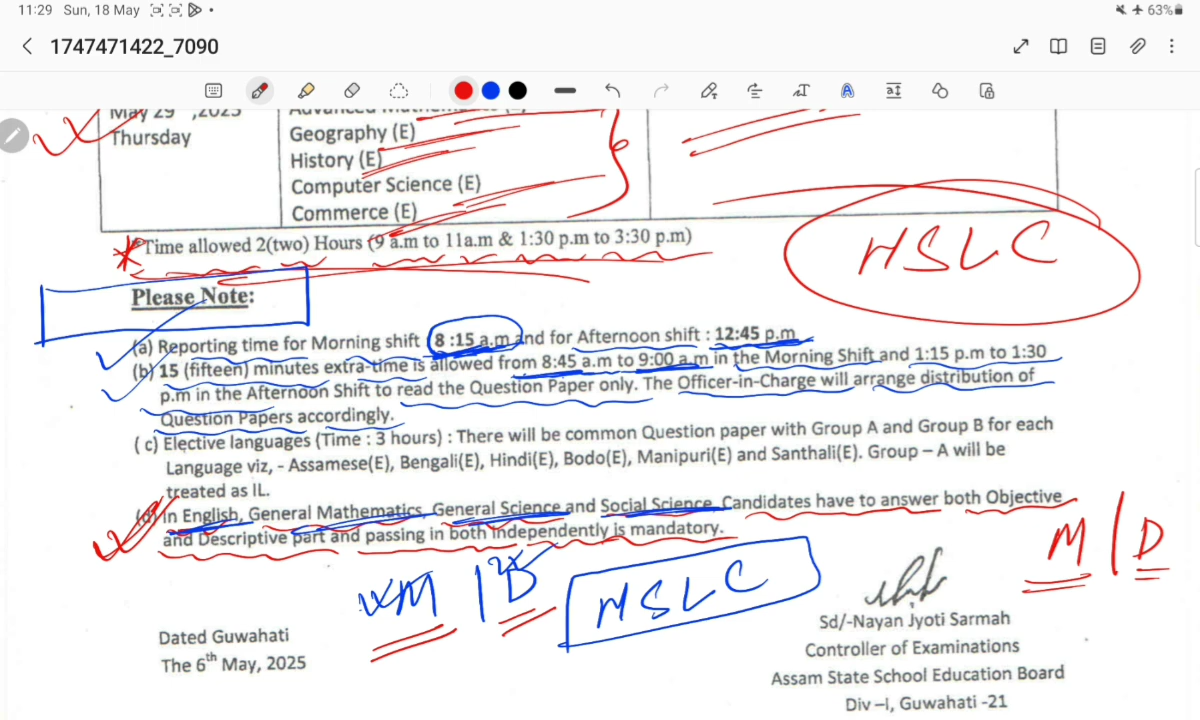 11:29 Sun, 18 May
63%
1747471422_7090
May 29 ,2025
Thursday
Geography (E)
History (E)
Computer Science (E)
Commerce (E)
Time allowed 2(two) Hours (9 a.m to 11a.m & 1:30 p.m to 3:30 p.m)
HSLC
Please Note:
(a) Reporting time for Morning shift (8 :15 a.m and for Afternoon shift : 12:45 p.m
(b) 15 (fifteen) minutes extra-time is allowed from 8:45 a.m to 9:00 a.m in the Morning Shift and 1:15 p.m to 1:30
p.m in the Afternoon Shift to read the Question Paper only. The Officer-in-Charge will arrange distribution of
Question Papers accordingly.
( c) Elective languages (Time : 3 hours) : There will be common Question paper with Group A and Group B for each
Language viz, - Assamese(E), Bengali(E), Hindi(E), Bodo(E), Manipuri(E) and Santhali(E). Group – A will be
treated as IL.
(d) In English, General Mathematics, General Science and Social Science, Candidates have to answer both Objective
and Descriptive part and passing in both independently is mandatory.
M | D
M | D
HSLC
Sd/-Nayan Jyoti Sarmah
Dated Guwahati
Controller of Examinations
The 6th May, 2025
Assam State School Education Board
Div –I, Guwahati -21